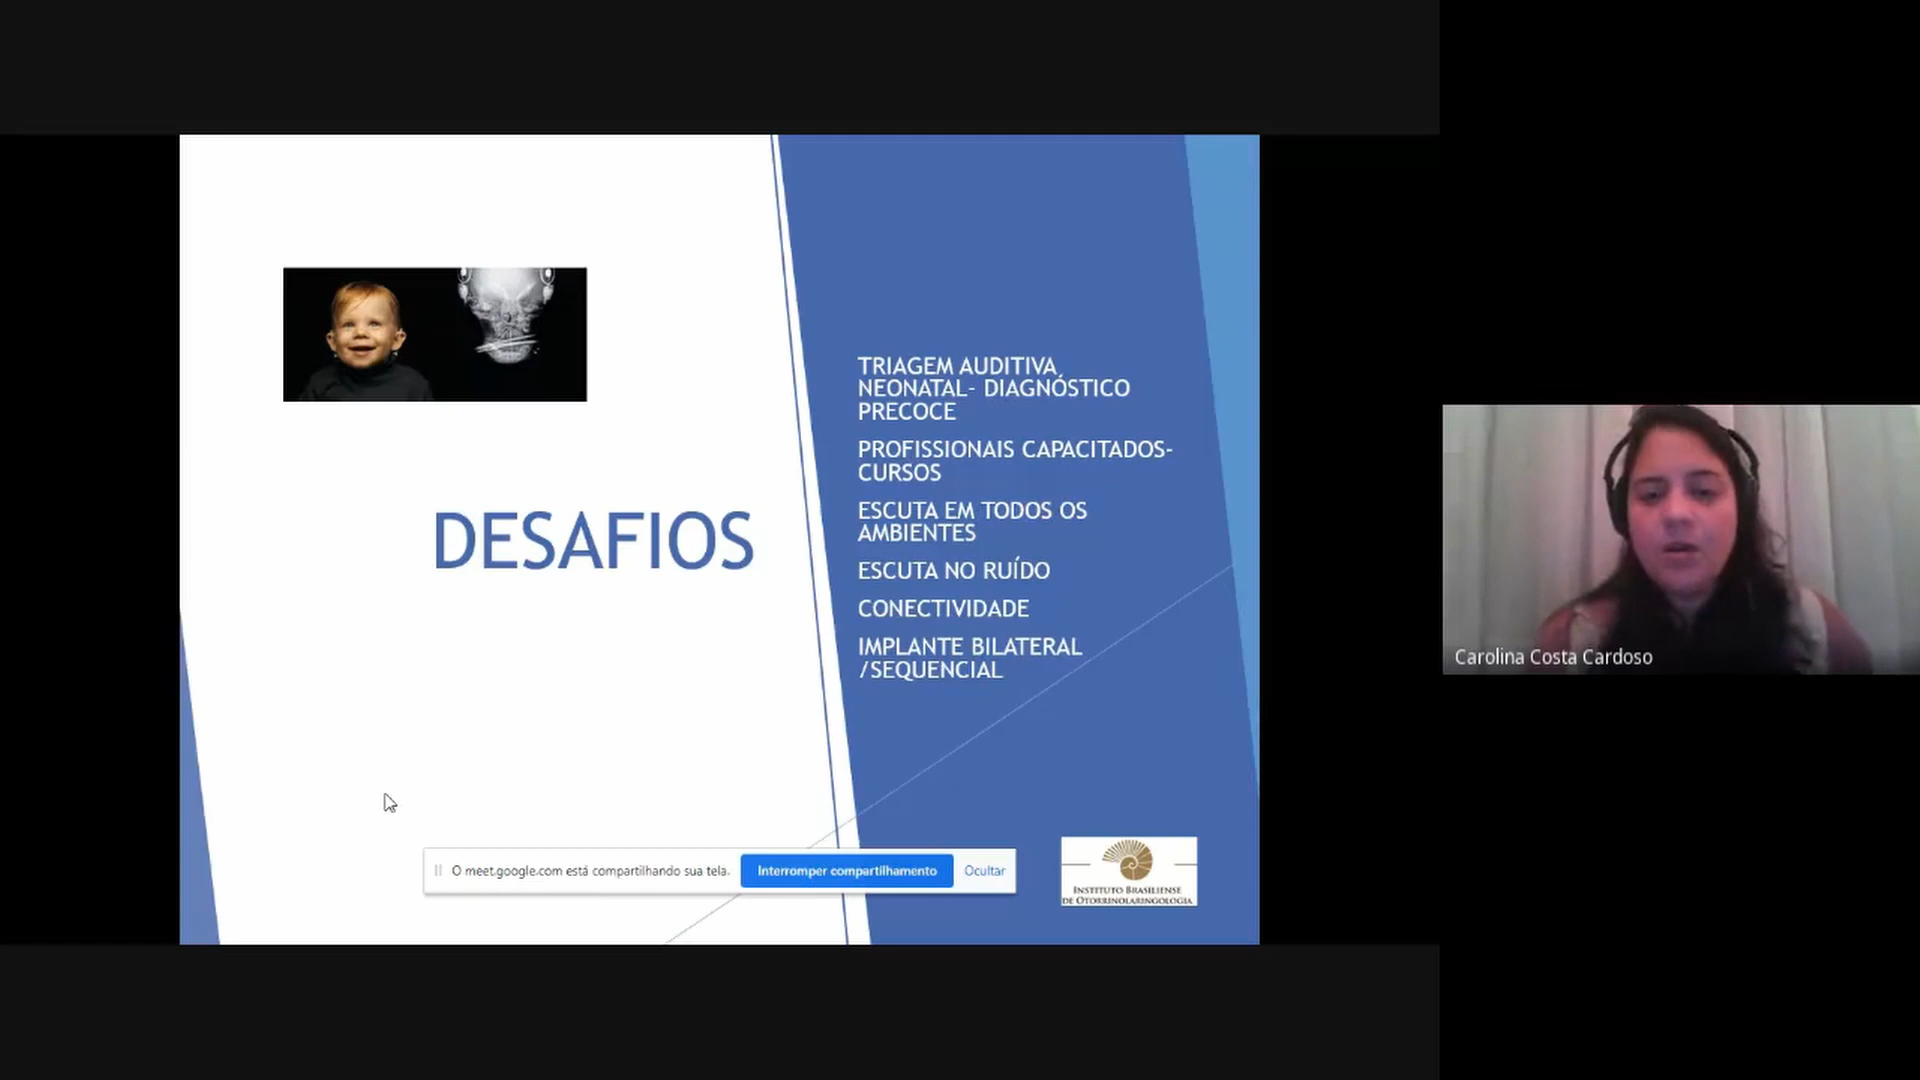 DESAFIOS
TRIAGEM AUDITIVA
NEONATAL- DIAGNÓSTICO
PRECOCE
PROFISSIONAIS CAPACITADOS-
CURSOS
ESCUTA EM TODOS OS
AMBIENTES
ESCUTA NO RUÍDO
CONECTIVIDADE
IMPLANTE BILATERAL
/SEQUENCIAL
O meet.google.com está compartilhando sua tela.
Interromper compartilhamento
Ocultar
INSTITUTO BRASILIENSE
DE OTORRINOLARINGOLOGIA
Carolina Costa Cardoso